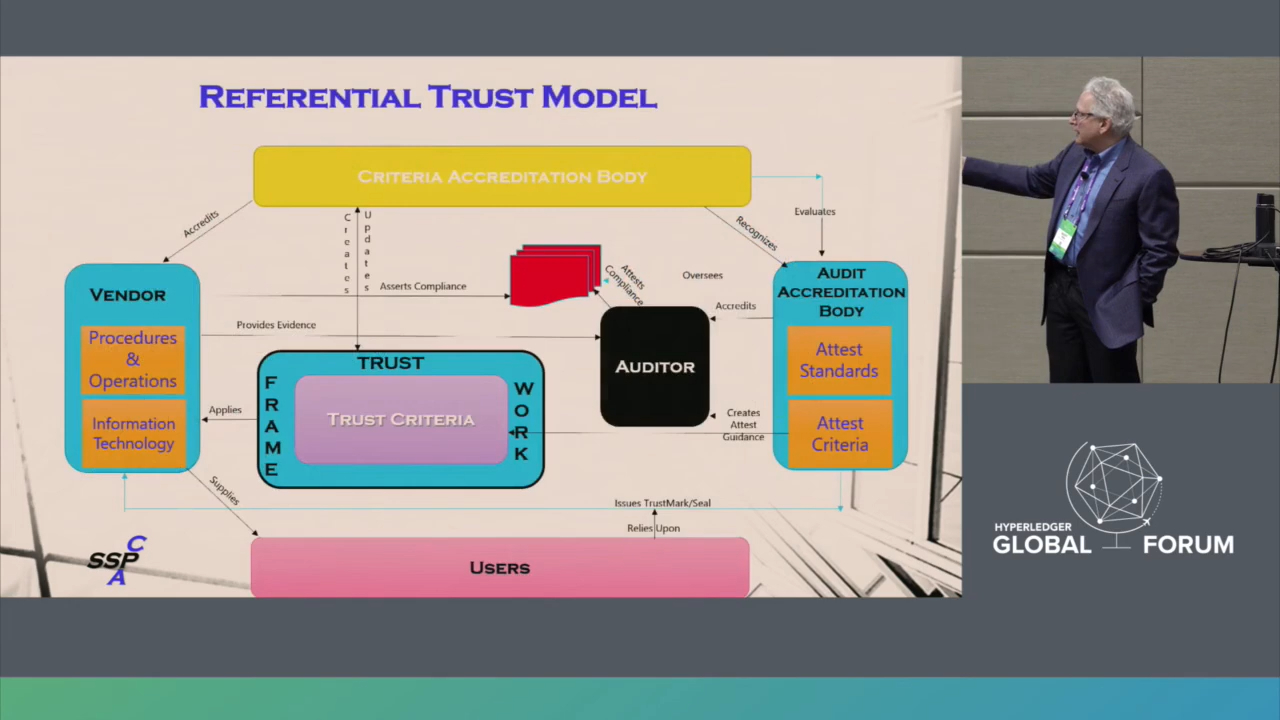 REFERENTIAL TRUST MODEL
CRITERIA ACCREDITATION BODY
Accredits
Creates
Updates
Recognizes
Evaluates
Asserts Compliance
Attests
Compliance
Oversees
Accredits
VENDOR
Procedures
&
Operations
Information
Technology
Provides Evidence
AUDITOR
AUDIT
ACCREDITATION
BODY
Attest
Standards
Attest
Criteria
TRUST
FRAME
WORK
TRUST CRITERIA
Applies
Creates
Attest
Guidance
Supplies
Issues TrustMark/Seal
Relies Upon
USERS
C
SSP
A
HYPERLEDGER
GLOBAL FORUM